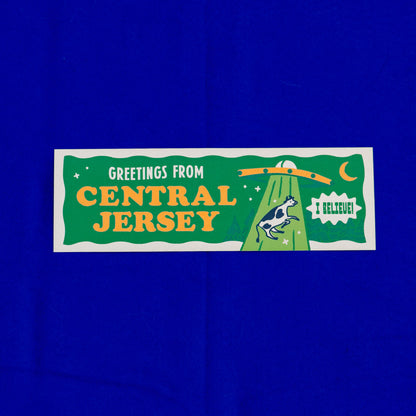 GREETINGS FROM
CENTRAL
JERSEY
I BELIEVE!